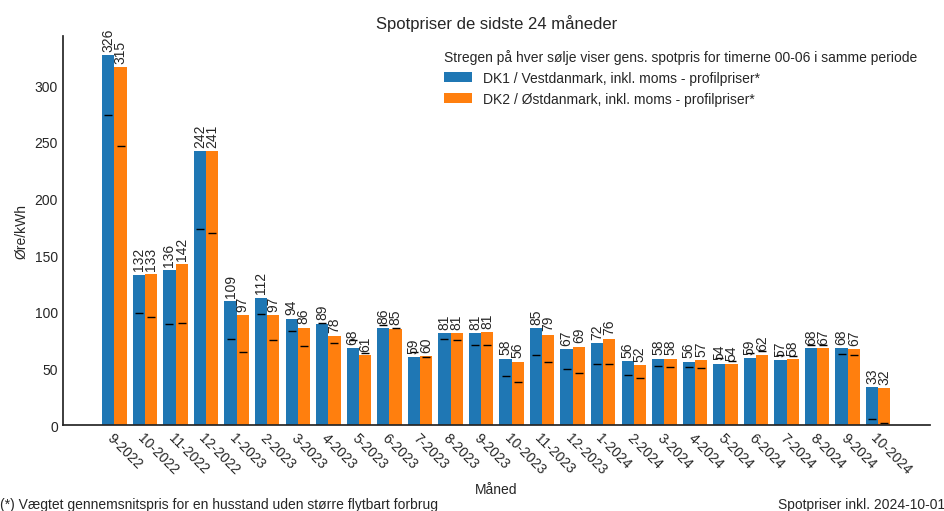 Spotpriser de sidste 24 måneder
Stregen på hver sølje viser gens. spotpris for timerne 00-06 i samme periode
DK1 / Vestdanmark, inkl. moms - profilpriser*
DK2 / Østdanmark, inkl. moms - profilpriser*
Øre/kWh
300
250
200
150
100
50
0
326 315 132 133 136 142 242 241 109 97 112 97 94 86 89 78 68 61 86 85 59 60 81 81 81 81 58 56 85 79 67 69 72 76 56 52 58 58 56 57 54 54 59 62 57 58 68 67 68 67 33 32
9-2022 10-2022 11-2022 12-2022 1-2023 2-2023 3-2023 4-2023 5-2023 6-2023 7-2023 8-2023 9-2023 10-2023 11-2023 12-2023 1-2024 2-2024 3-2024 4-2024 5-2024 6-2024 7-2024 8-2024 9-2024 10-2024
Måned
(*) Vægtet gennemsnitspris for en husstand uden større flytbart forbrug
Spotpriser inkl. 2024-10-01